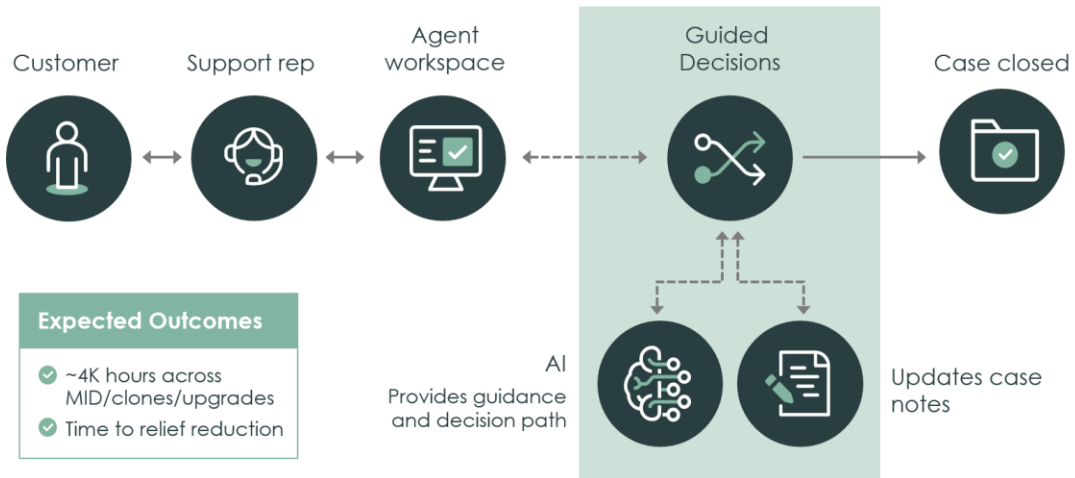 Customer
Support rep
Agent
workspace
Guided
Decisions
Case closed
Expected Outcomes
~4K hours across
MID/clones/upgrades
Time to relief reduction
AI
Provides guidance
and decision path
Updates case
notes